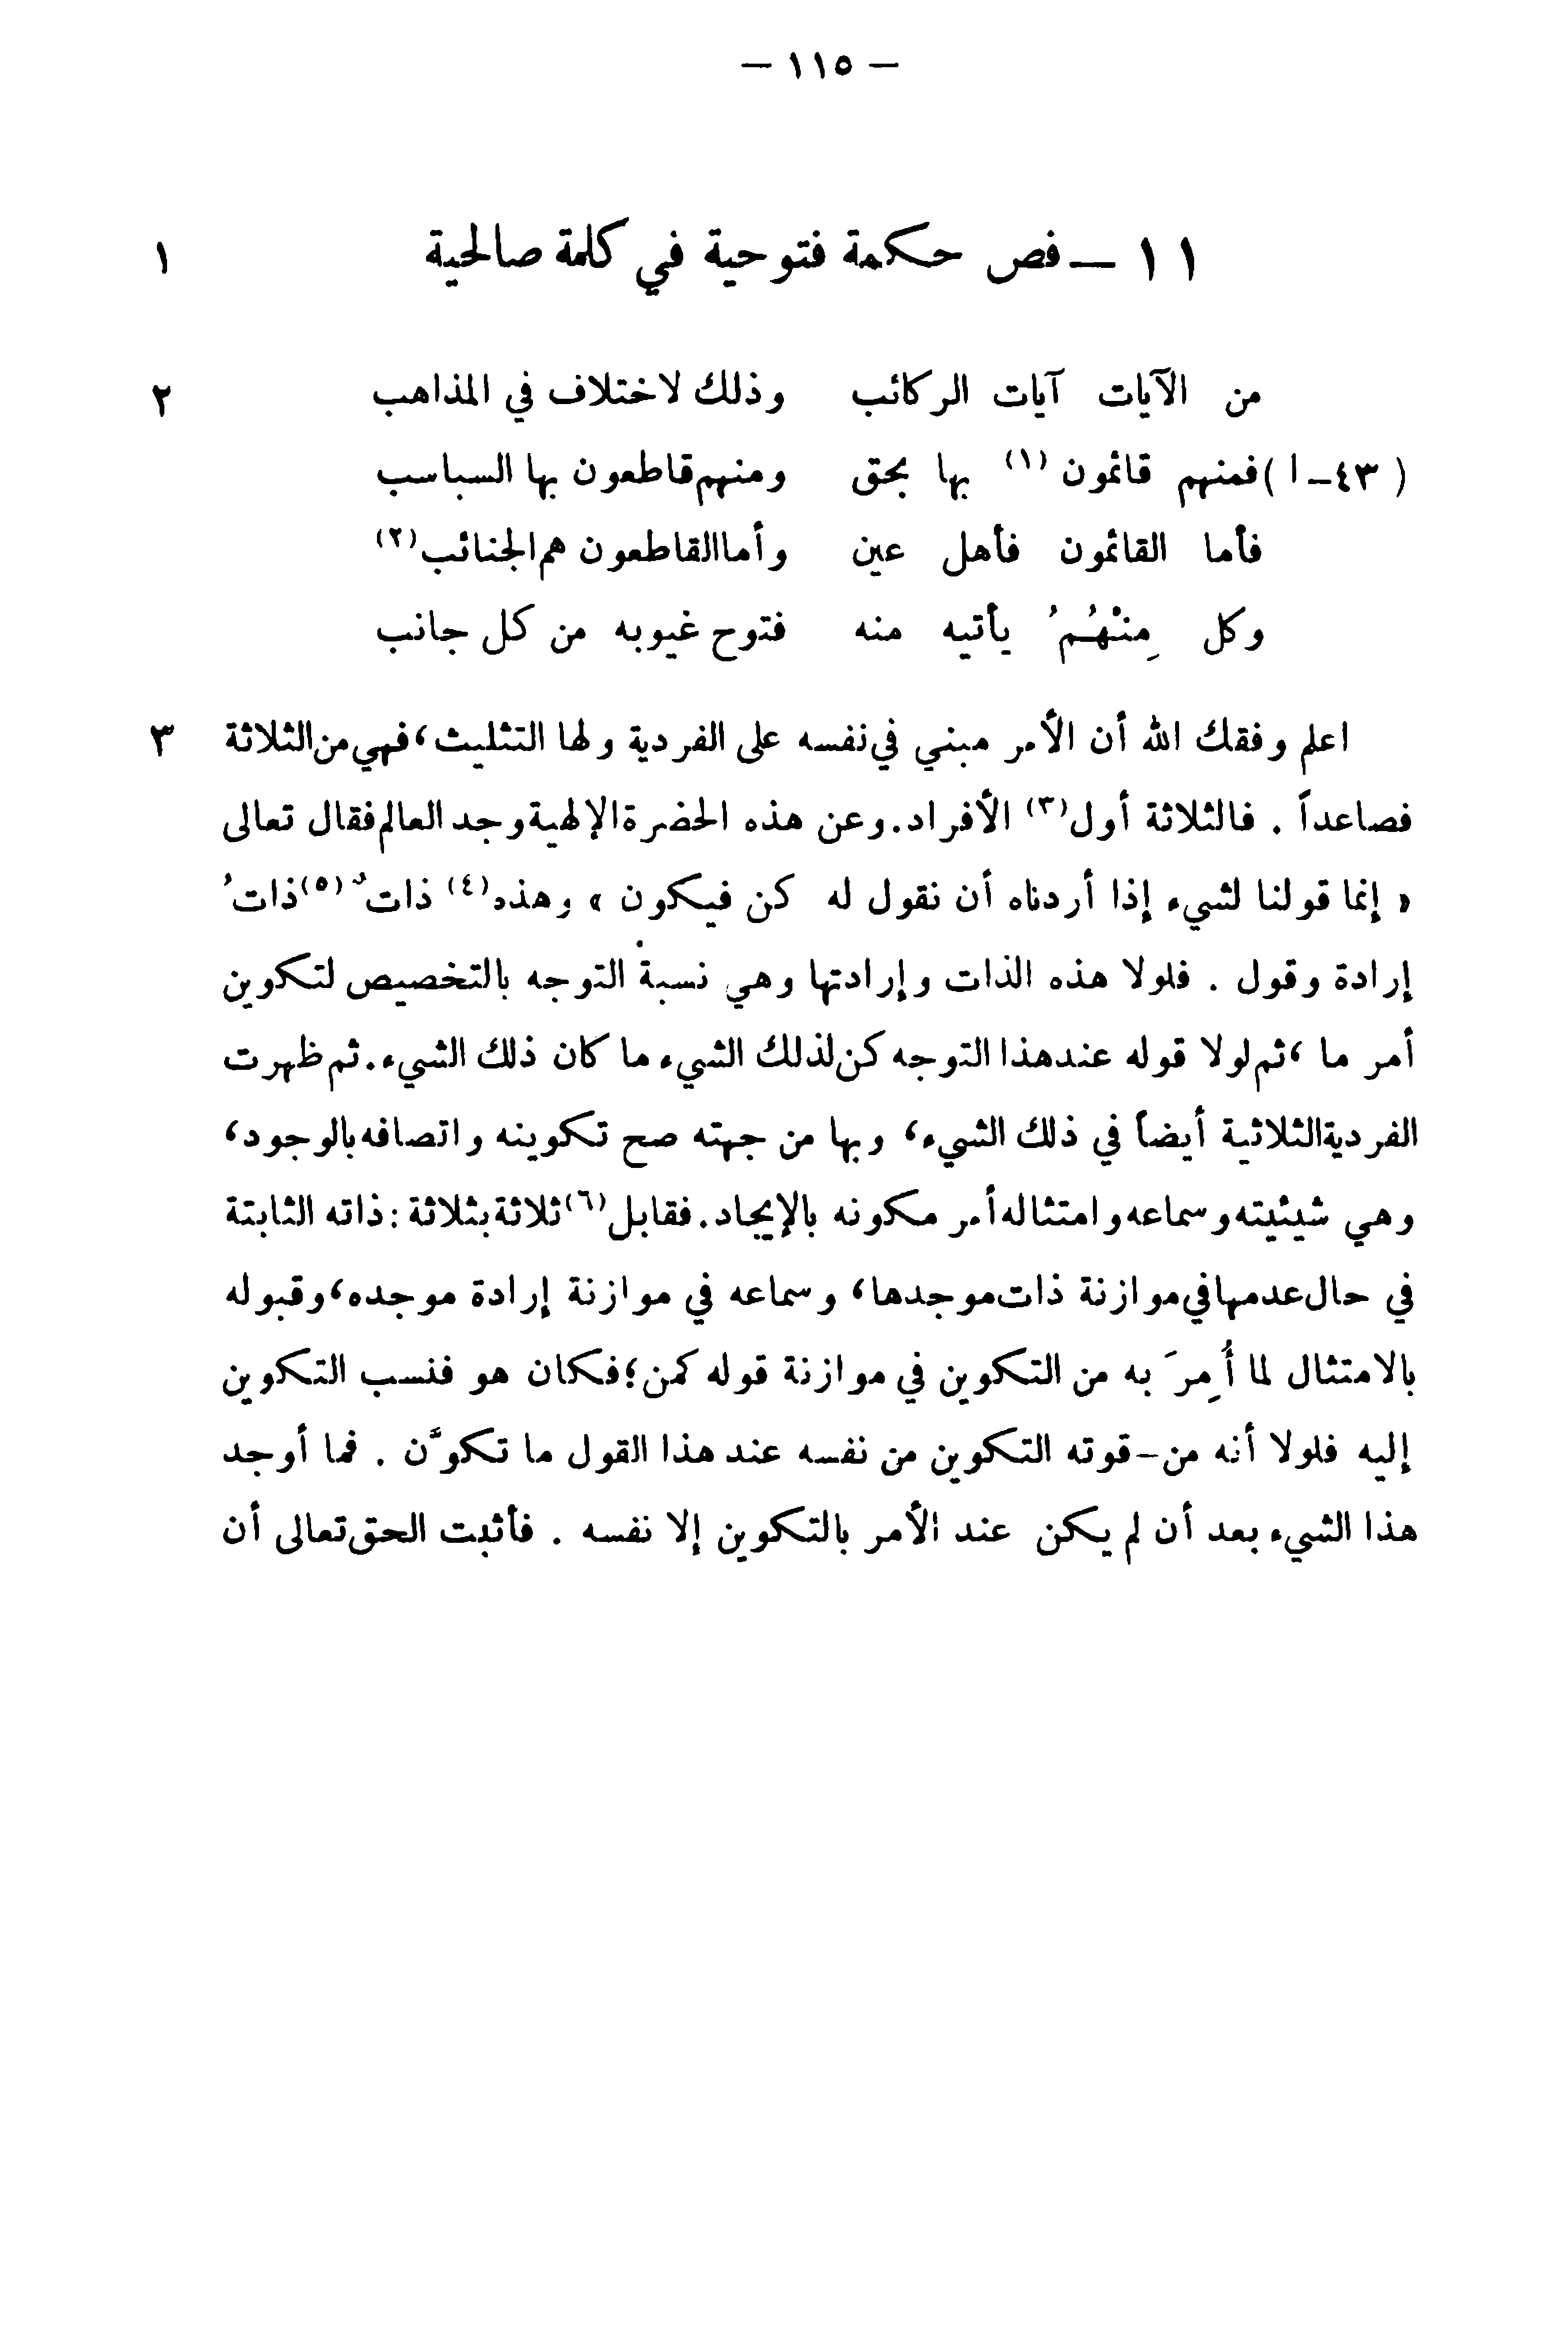 – ١١٥ –
١١ – فص حكمة فتوحية في كلمة صالحية ١
من الآيات آيات الركائب وذلك لاختلاف في المذاهب ٢
( ٤٣-ا ) فمنهم قائمون (١) بها بحق ومنهم قاطعون بها السباسب
فأما القائمون فأهل عين وأما القاطعون هم الجنائب (٢)
وكل مِنْهُمُ يأتيه منه فتوح غيوبه من كل جانب
اعلم وفقك الله أن الأمر مبني في نفسه على الفردية ولها التثليث، فهي من الثلاثة ٣
فصاعداً . فالثلاثة أول (٣) الأفراد. وعن هذه الحضرة الإلهية وجد العالم فقال تعالى
« إنما قولنا لشيء إذا أردناه أن نقول له كن فيكون » وهذه (٤) ذاتٌ (٥) ذاتُ
إرادة وقول . فلولا هذه الذات وإرادتها وهي نسبة التوجه بالتخصيص لتكوين
أمر ما ، ثم لولا قوله عند هذا التوجه كن لذلك الشيء ما كان ذلك الشيء. ثم ظهرت
الفردية الثلاثية أيضاً في ذلك الشيء، وبها من جهته صح تكوينه واتصافه بالوجود،
وهي شيئيته وسماعه وامتثاله أمر مكونه بالإيجاد. فقابل (٦) ثلاثة بثلاثة : ذاته الثابتة
في حال عدمها في موازنة ذات موجدها، وسماعه في موازنة إرادة موجده، وقبوله
بالامتثال لما أُمِرَ به من التكوين في موازنة قوله كمن؛ فكان هو فنسب التكوين
إليه فلولا أنه من - قوته التكوين من نفسه عند هذا القول ما تكوَّن . فما أوجد
هذا الشيء بعد أن لم يكن عند الأمر بالتكوين إلا نفسه . فأثبت الحق تعالى أن